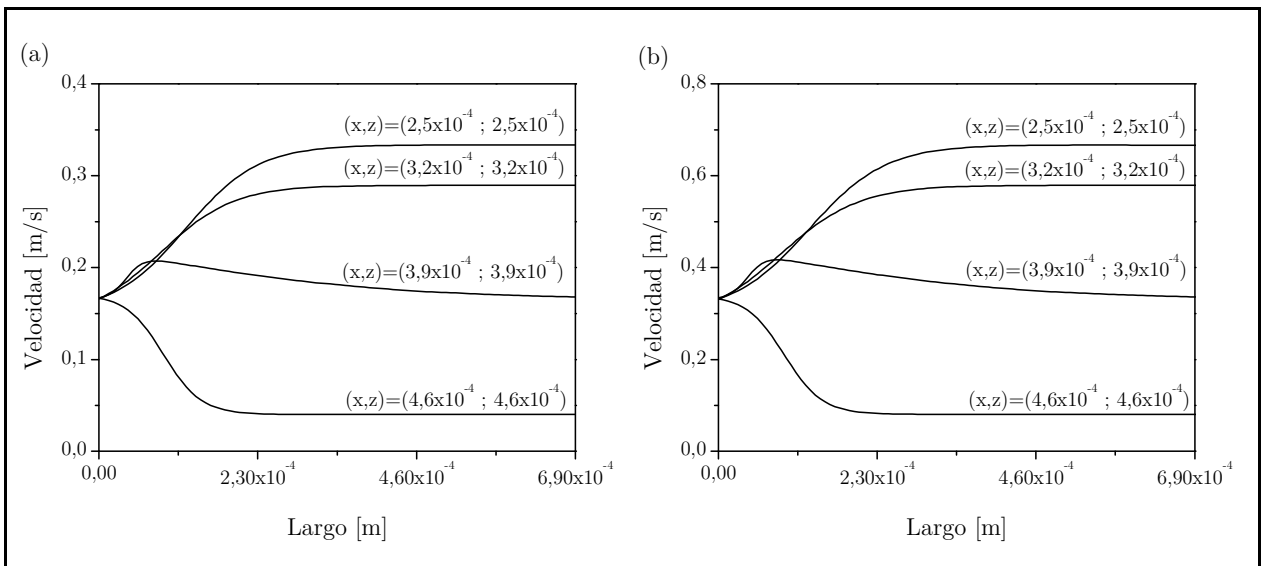 (a)
0,4
0,3
0,2
0,1
0,0
Velocidad [m/s]
(x,z)=(2,5x10⁻⁴ ; 2,5x10⁻⁴)
(x,z)=(3,2x10⁻⁴ ; 3,2x10⁻⁴)
(x,z)=(3,9x10⁻⁴ ; 3,9x10⁻⁴)
(x,z)=(4,6x10⁻⁴ ; 4,6x10⁻⁴)
0,00 2,30x10⁻⁴ 4,60x10⁻⁴ 6,90x10⁻⁴
Largo [m]
(b)
0,8
0,6
0,4
0,2
0,0
Velocidad [m/s]
(x,z)=(2,5x10⁻⁴ ; 2,5x10⁻⁴)
(x,z)=(3,2x10⁻⁴ ; 3,2x10⁻⁴)
(x,z)=(3,9x10⁻⁴ ; 3,9x10⁻⁴)
(x,z)=(4,6x10⁻⁴ ; 4,6x10⁻⁴)
0,00 2,30x10⁻⁴ 4,60x10⁻⁴ 6,90x10⁻⁴
Largo [m]